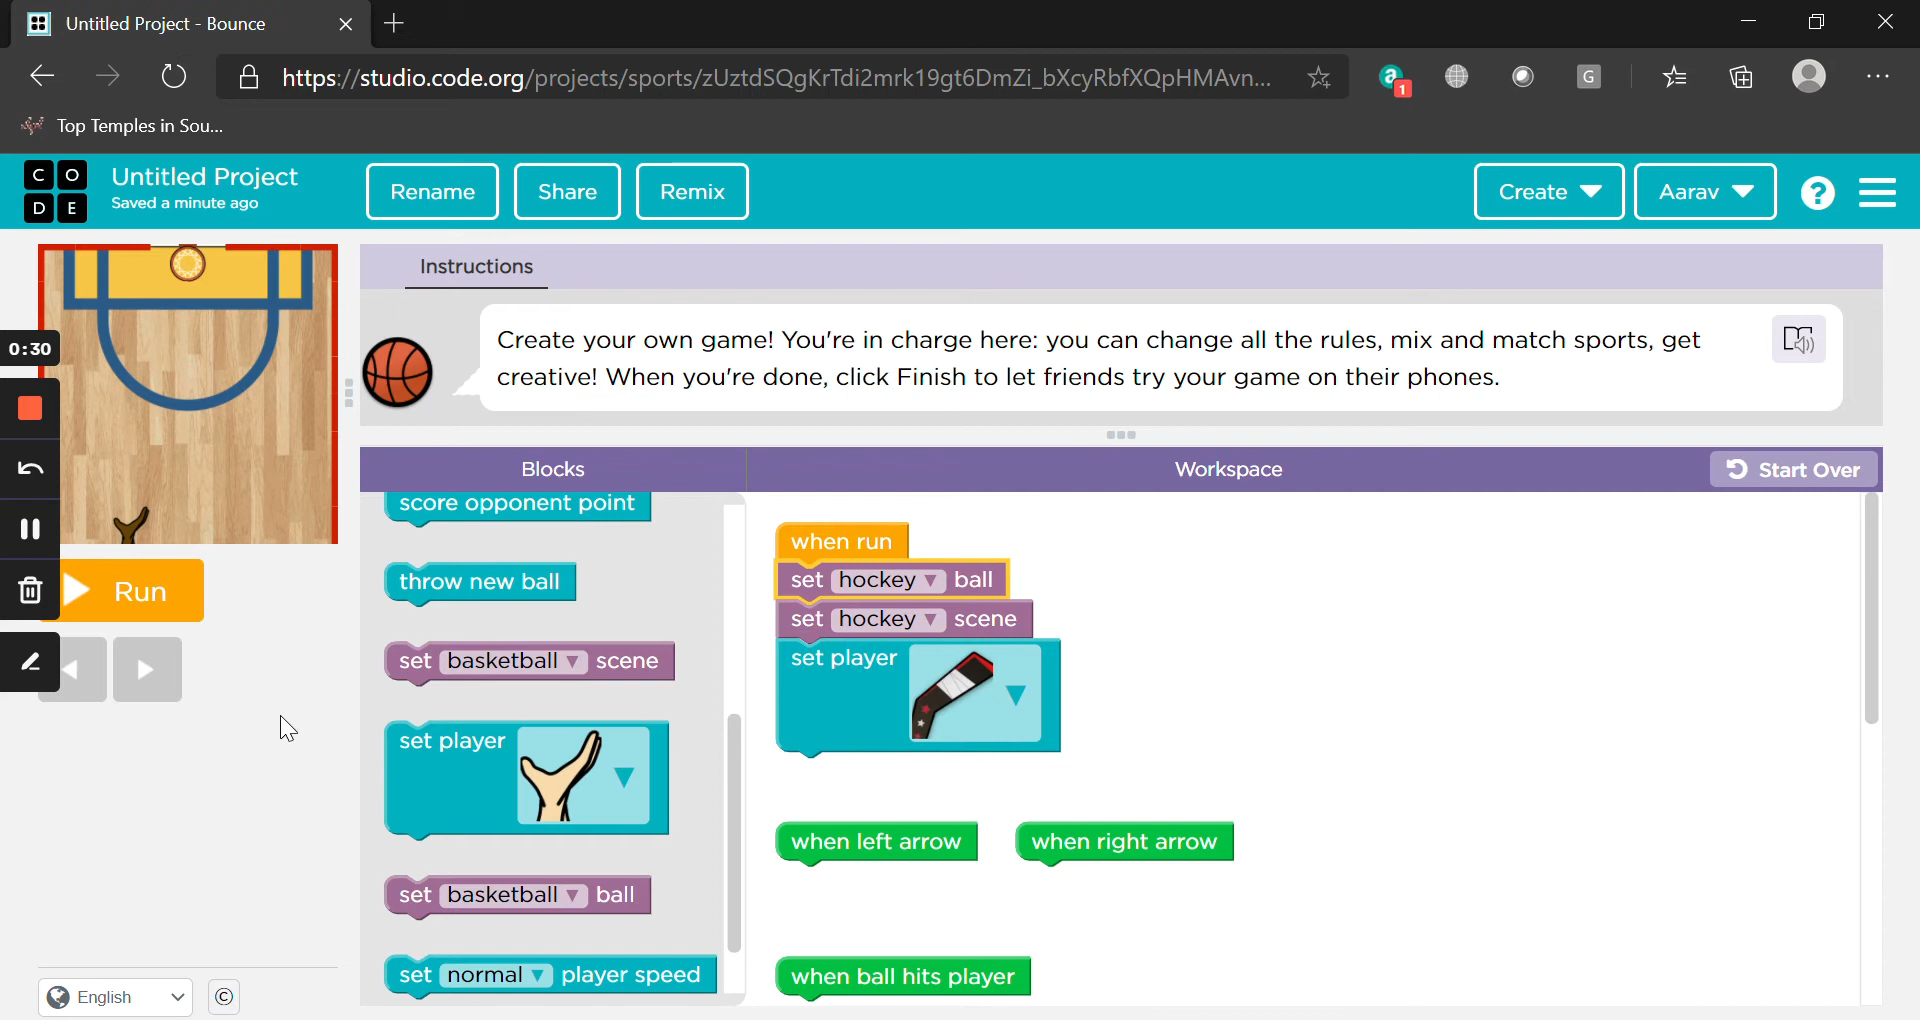 Untitled Project - Bounce
https://studio.code.org/projects/sports/zUztdSQgKrTdi2mrk19gt6DmZi_bXcyRbfXQpHMAvn...
a 1
G
Top Temples in Sou...
C O D E
Untitled Project
Saved a minute ago
Rename
Share
Remix
Create
Aarav
?
Instructions
Create your own game! You're in charge here: you can change all the rules, mix and match sports, get
creative! When you're done, click Finish to let friends try your game on their phones.
0:30
Run
Blocks
Workspace
Start Over
score opponent point
throw new ball
set basketball scene
set player
set basketball ball
set normal player speed
when run
set hockey ball
set hockey scene
set player
when left arrow
when right arrow
when ball hits player
English
©